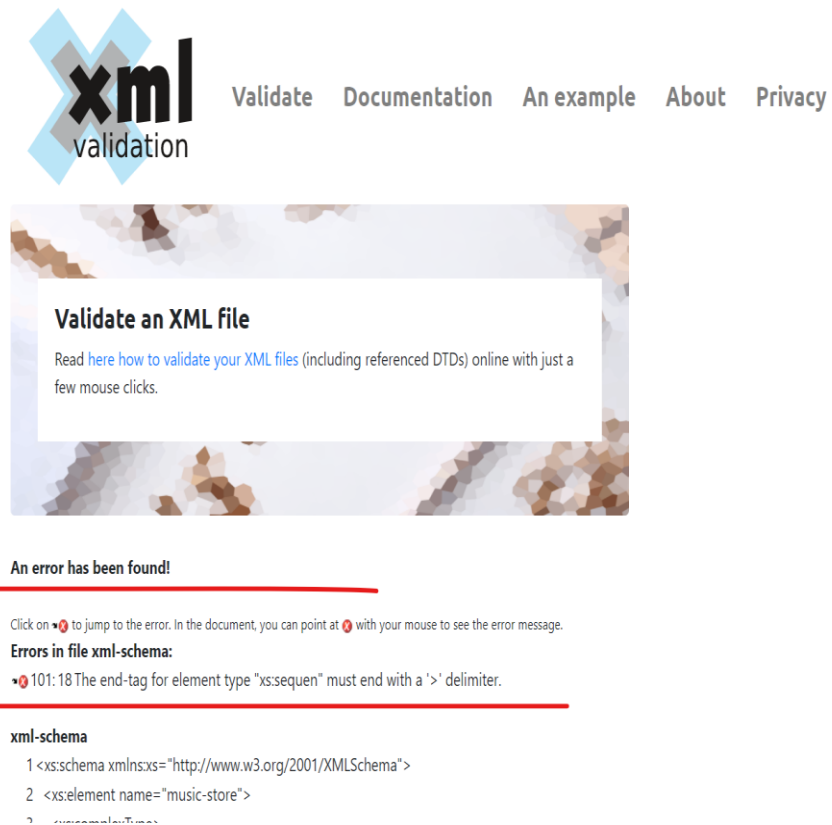 xml
validation
Validate Documentation An example About Privacy
Validate an XML file
Read here how to validate your XML files (including referenced DTDs) online with just a
few mouse clicks.
An error has been found!
Click on to jump to the error. In the document, you can point at with your mouse to see the error message.
Errors in file xml-schema:
101: 18 The end-tag for element type "xs:sequen" must end with a '>' delimiter.
xml-schema
1 <xs:schema xmlns:xs="http://www.w3.org/2001/XMLSchema">
2 <xs:element name="music-store">
3 <xs:complexType>